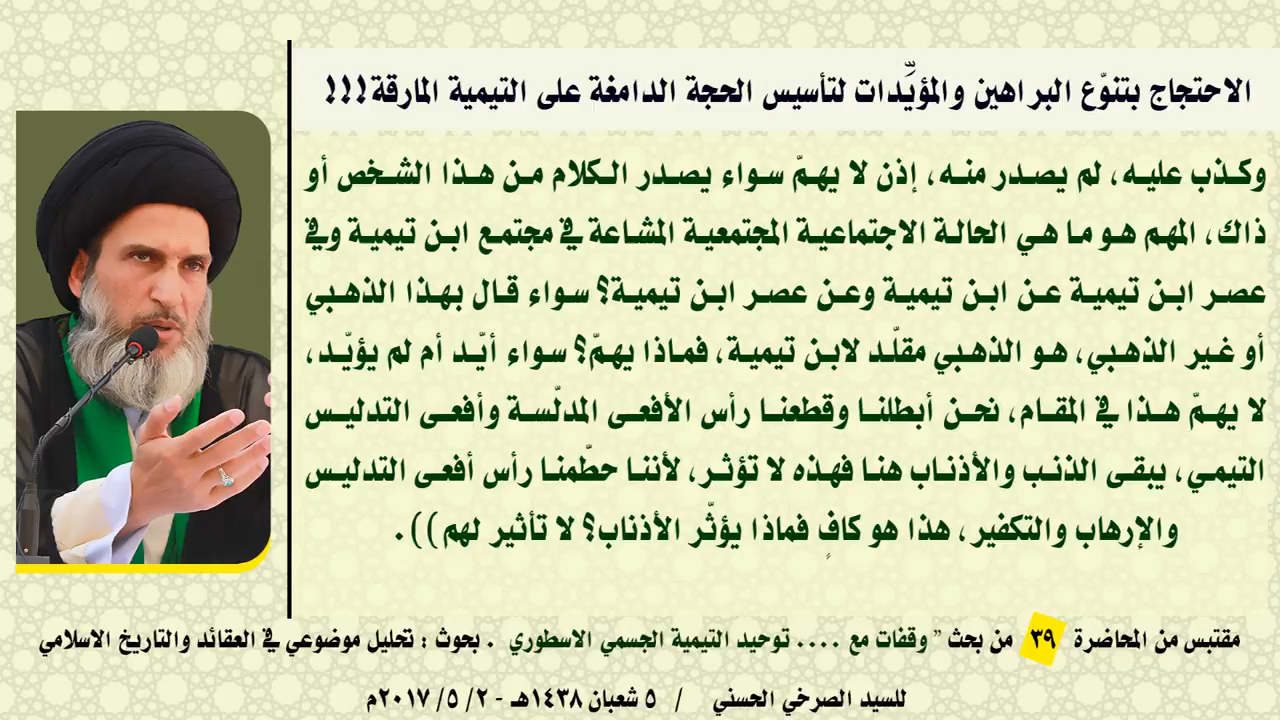 الاحتجاج بتنوّع البراهين والمؤيّدات لتأسيس الحجة الدامغة على التيمية المارقة!!!
وكذب عليه، لم يصدر منه، إذن لا يهمّ سواء يصدر الكلام من هذا الشخص أو
ذاك، المهم هو ما هي الحالة الاجتماعية المجتمعية المشاعة في مجتمع ابن تيمية وفي
عصر ابن تيمية عن ابن تيمية وعن عصر ابن تيمية؟ سواء قال بهذا الذهبي
أو غير الذهبي، هو الذهبي مقلّد لابن تيمية، فماذا يهمّ؟ سواء أيّد أم لم يؤيّد،
لا يهمّ هذا في المقام، نحن أبطلنا وقطعنا رأس الأفعى المدلّسة وأفعى التدليس
التيمي، يبقى الذنب والأذناب هنا فهذه لا تؤثر، لأننا حطّمنا رأس أفعى التدليس
والإرهاب والتكفير، هذا هو كافٍ فماذا يؤثّر الأذناب؟ لا تأثير لهم)).
مقتبس من المحاضرة ٣٩ من بحث " وقفات مع .... توحيد التيمية الجسمي الاسطوري . بحوث : تحليل موضوعي في العقائد والتاريخ الاسلامي
للسيد الصرخي الحسني / ٥ شعبان ١٤٣٨هـ - ٢/ ٥/ ٢٠١٧م